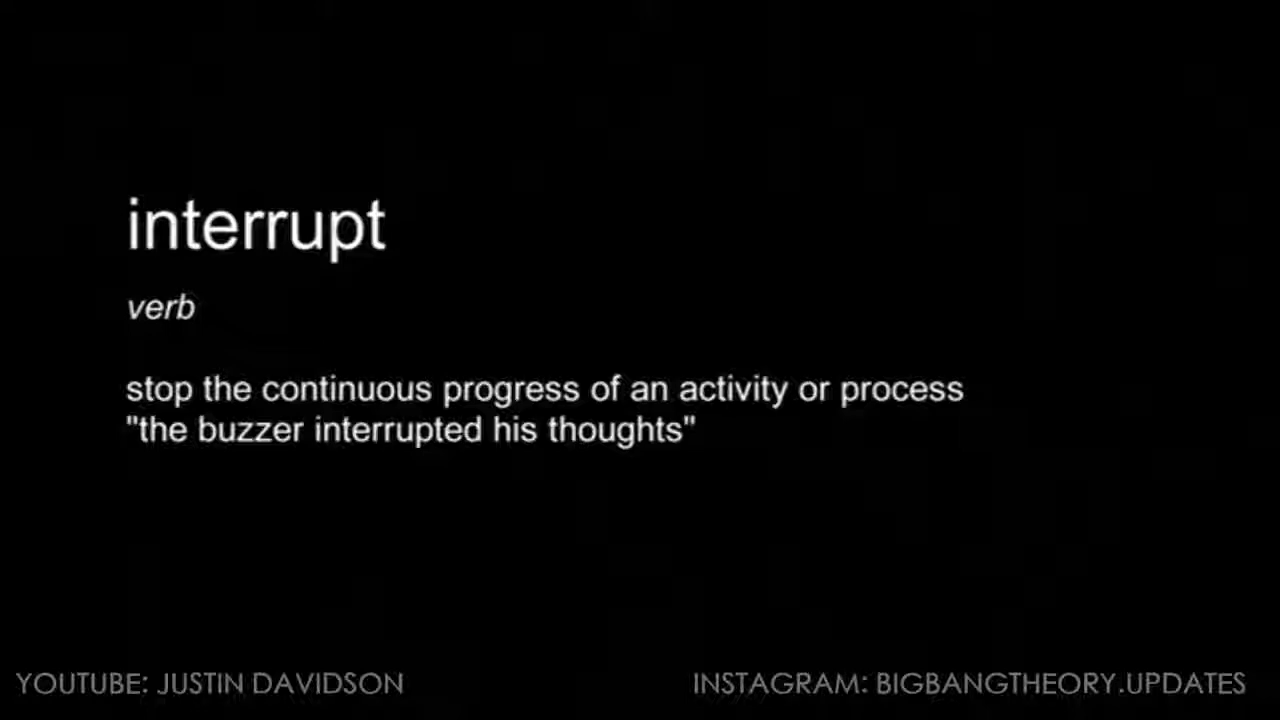 interrupt
verb
stop the continuous progress of an activity or process
"the buzzer interrupted his thoughts"
YOUTUBE: JUSTIN DAVIDSON
INSTAGRAM: BIGBANGTHEORY.UPDATES